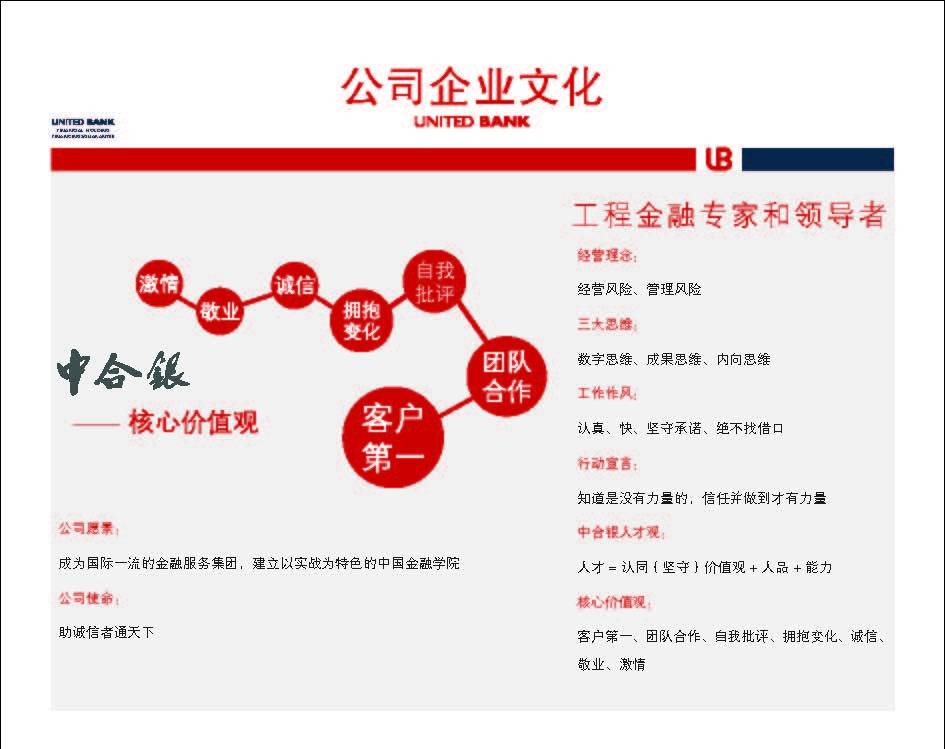 公司企业文化
UNITED BANK
UNITED BANK
FINANCIAL HOLDING
UB
激情
敬业
诚信
拥抱
变化
自我
批评
团队
合作
客户
第一
中合银
—— 核心价值观
公司愿景：
成为国际一流的金融服务集团，建立以实战为特色的中国金融学院
公司使命：
助诚信者通天下
工程金融专家和领导者
经营理念：
经营风险、管理风险
三大思维：
数字思维、成果思维、内向思维
工作作风：
认真、快、坚守承诺、绝不找借口
行动宣言：
知道是没有力量的，信任并做到才有力量
中合银人才观：
人才 = 认同｛坚守｝价值观 + 人品 + 能力
核心价值观：
客户第一、团队合作、自我批评、拥抱变化、诚信、
敬业、激情